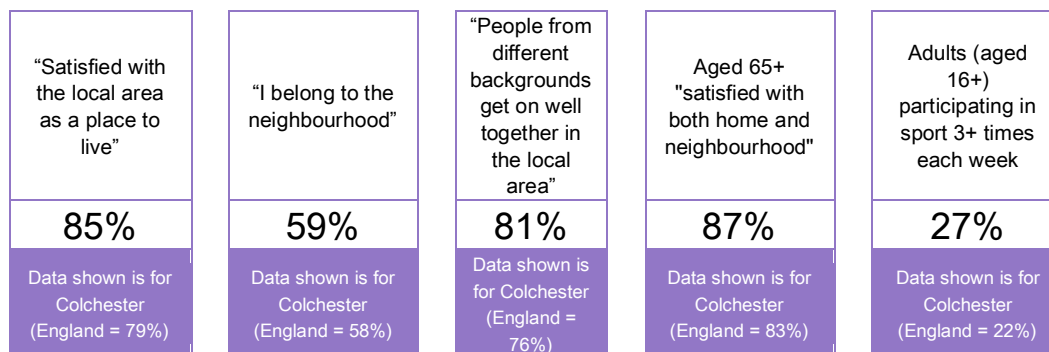 “Satisfied with
the local area
as a place to
live”
85%
Data shown is for
Colchester
(England = 79%)
“I belong to the
neighbourhood”
59%
Data shown is for
Colchester
(England = 58%)
“People from
different
backgrounds
get on well
together in
the local
area”
81%
Data shown is
for Colchester
(England =
76%)
Aged 65+
"satisfied with
both home and
neighbourhood"
87%
Data shown is for
Colchester
(England = 83%)
Adults (aged
16+)
participating in
sport 3+ times
each week
27%
Data shown is for
Colchester
(England = 22%)